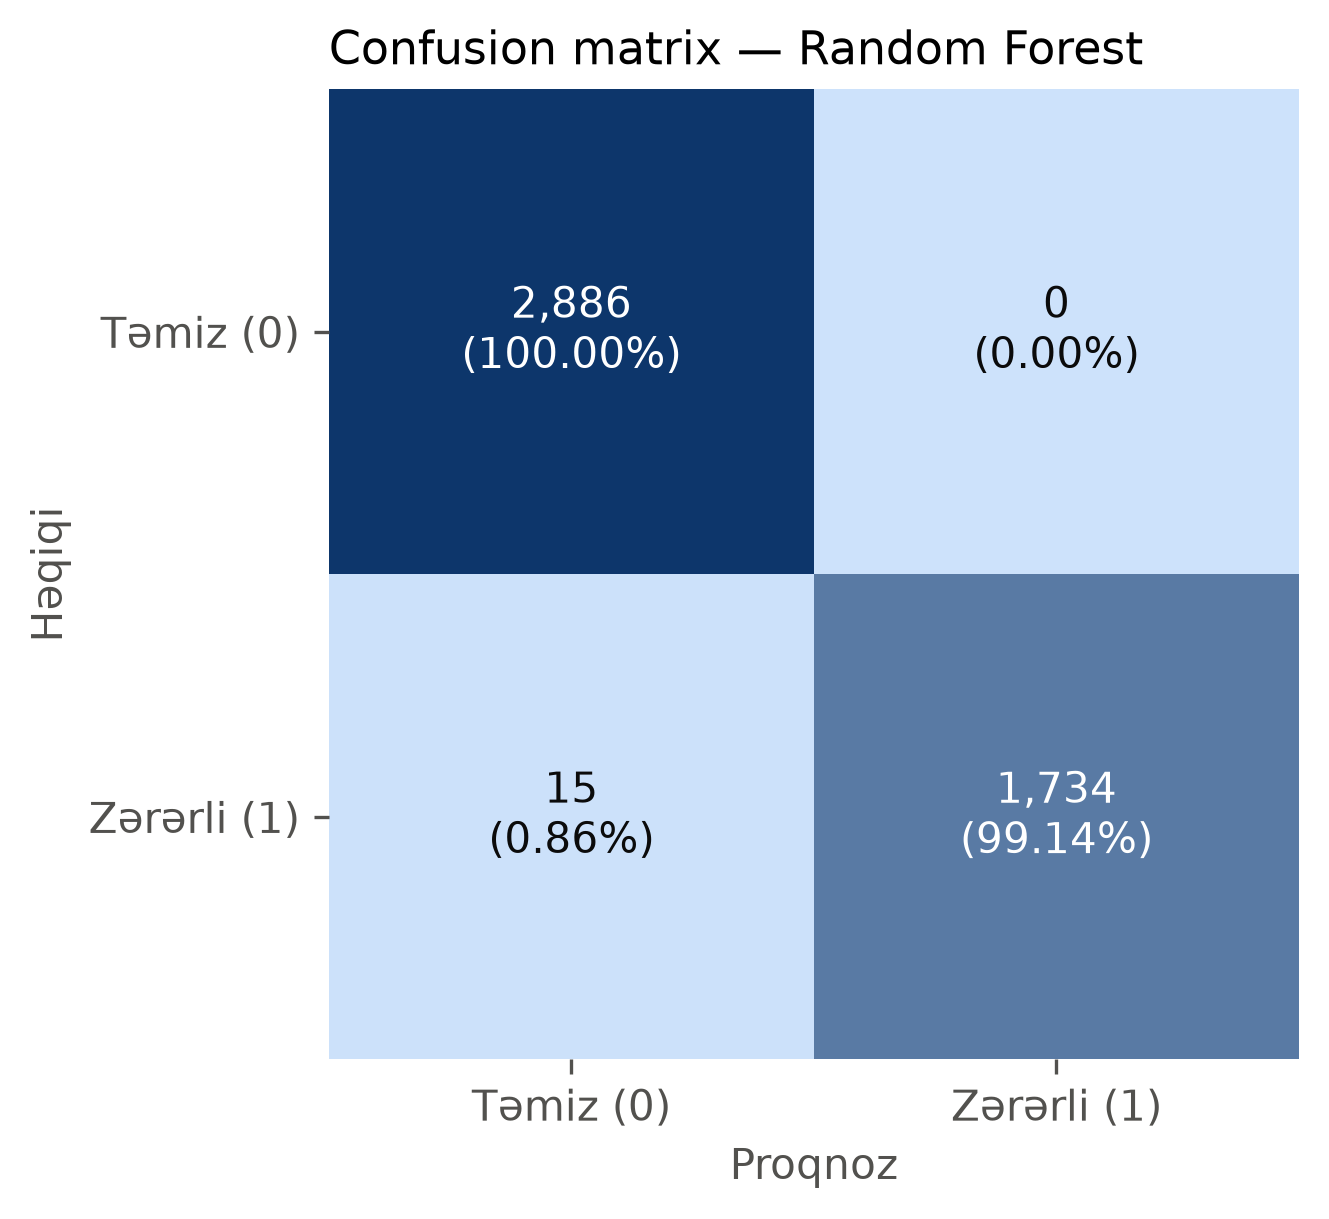 Confusion matrix — Random Forest
Həqiqi
Təmiz (0)
2,886
(100.00%)
0
(0.00%)
Zərərli (1)
15
(0.86%)
1,734
(99.14%)
Təmiz (0)
Zərərli (1)
Proqnoz